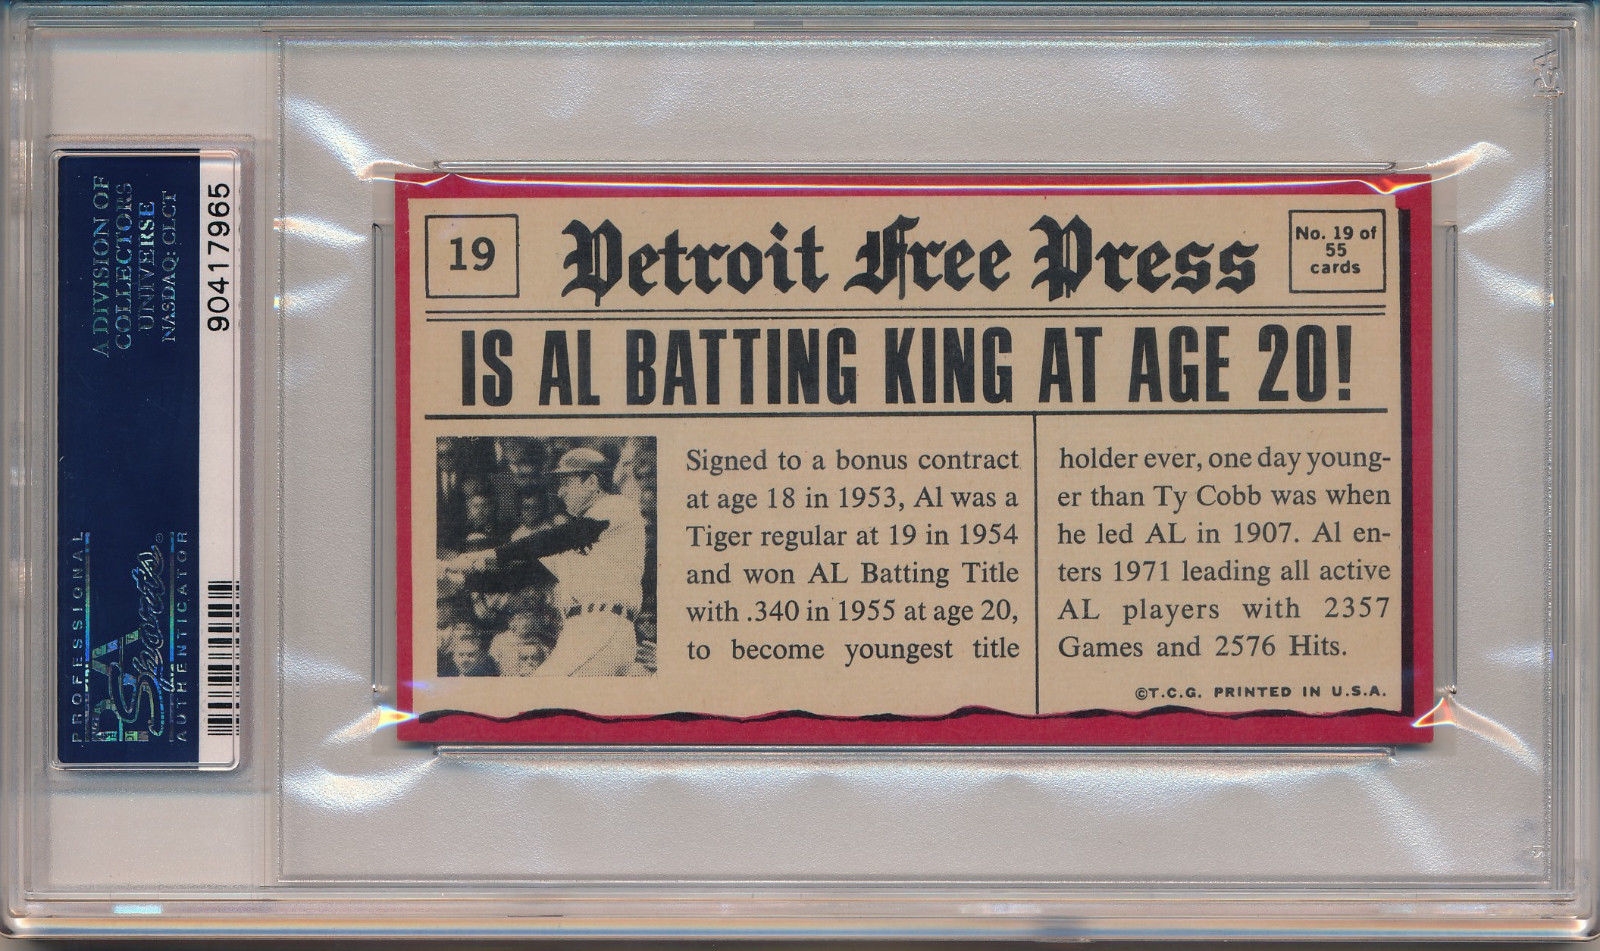 A DIVISION OF
COLLECTORS
UNIVERSE
NASDAQ: CLCT
90417965
PROFESSIONAL
PSA
Sports
AUTHENTICATOR
19
Detroit Free Press
No. 19 of
55
cards
IS AL BATTING KING AT AGE 20!
Signed to a bonus contract
at age 18 in 1953, Al was a
Tiger regular at 19 in 1954
and won AL Batting Title
with .340 in 1955 at age 20,
to become youngest title
holder ever, one day young-
er than Ty Cobb was when
he led AL in 1907. Al en-
ters 1971 leading all active
AL players with 2357
Games and 2576 Hits.
©T.C.G. PRINTED IN U.S.A.
PSA